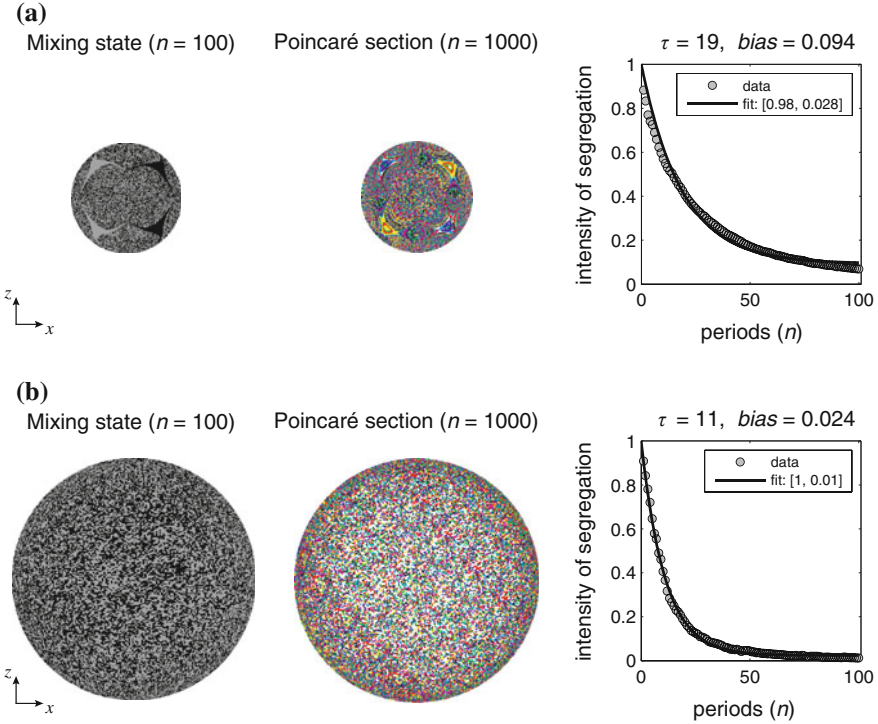 (a)
Mixing state (n = 100)
Poincaré section (n = 1000)
τ = 19, bias = 0.094
1
0.8
0.6
0.4
0.2
0
intensity of segregation
data
fit: [0.98, 0.028]
0
50
100
periods (n)
z
x
(b)
Mixing state (n = 100)
Poincaré section (n = 1000)
τ = 11, bias = 0.024
1
0.8
0.6
0.4
0.2
0
intensity of segregation
data
fit: [1, 0.01]
0
50
100
periods (n)
z
x